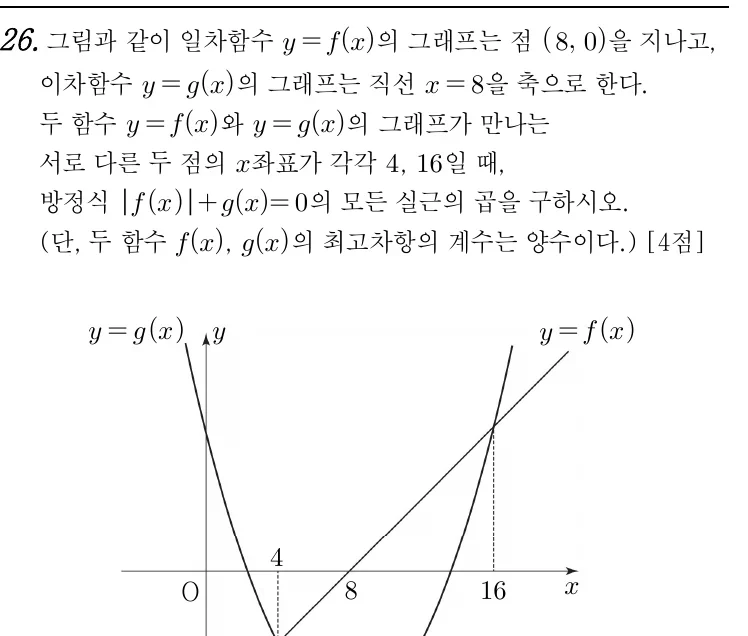 26. 그림과 같이 일차함수 y=f(x)의 그래프는 점 (8, 0)을 지나고,
이차함수 y=g(x)의 그래프는 직선 x=8을 축으로 한다.
두 함수 y=f(x)와 y=g(x)의 그래프가 만나는
서로 다른 두 점의 x좌표가 각각 4, 16일 때,
방정식 |f(x)|+g(x)=0의 모든 실근의 곱을 구하시오.
(단, 두 함수 f(x), g(x)의 최고차항의 계수는 양수이다.) [4점]
y=g(x) y y=f(x)
4
O 8 16 x